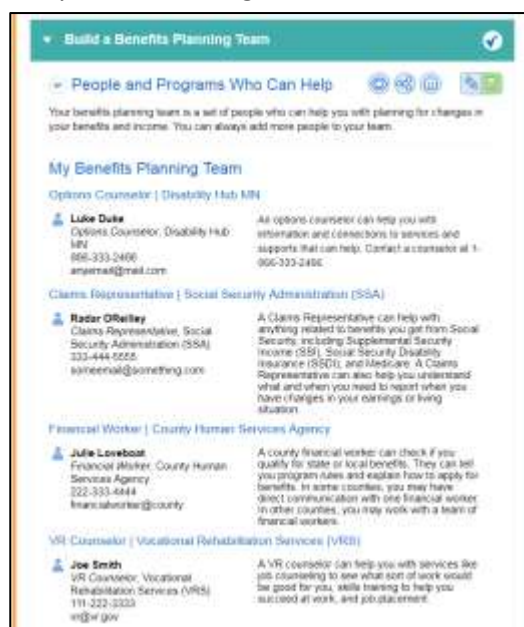 Build a Benefits Planning Team
People and Programs Who Can Help
Your benefits planning team is a set of people who can help you with planning for changes in
your benefits and income. You can always add more people to your team.
My Benefits Planning Team
Options Counselor | Disability Hub MN
Luke Duke
Options Counselor, Disability Hub
MN
866-333-2466
anyemail@mail.com
An options counselor can help you with
information and connections to services and
supports that can help. Contact a counselor at 1-
866-333-2466.
Claims Representative | Social Security Administration (SSA)
Radar OReilley
Claims Representative, Social
Security Administration (SSA)
333-444-5555
someemail@something.com
A Claims Representative can help with
anything related to benefits you get from Social
Security, including Supplemental Security
Income (SSI), Social Security Disability
Insurance (SSDI), and Medicare. A Claims
Representative can also help you understand
what and when you need to report when you
have changes in your earnings or living
situation.
Financial Worker | County Human Services Agency
Julie Loveboat
Financial Worker, County Human
Services Agency
222-333-4444
financialworker@county
A county financial worker can check if you
qualify for state or local benefits. They can tell
you program rules and explain how to apply for
benefits. In some counties, you may have
direct communication with one financial worker.
In other counties, you may work with a team of
financial workers.
VR Counselor | Vocational Rehabilitation Services (VRS)
Joe Smith
VR Counselor, Vocational
Rehabilitation Services (VRS)
111-222-3333
vr@vr.gov
A VR counselor can help you with services like
job counseling to see what sort of work would
be good for you, skills training to help you
succeed at work, and job placement.